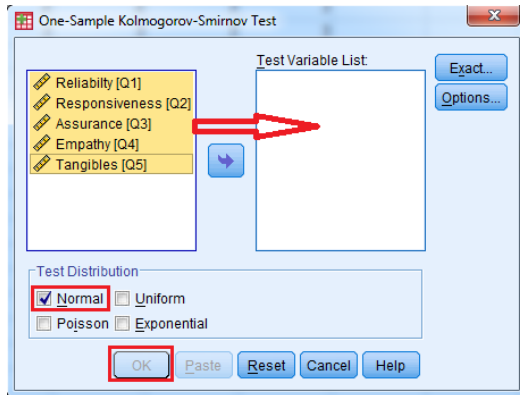 One-Sample Kolmogorov-Smirnov Test
Reliabilty [Q1]
Responsiveness [Q2]
Assurance [Q3]
Empathy [Q4]
Tangibles [Q5]
Test Variable List:
Exact...
Options...
Test Distribution
Normal Uniform
Poisson Exponential
OK Paste Reset Cancel Help